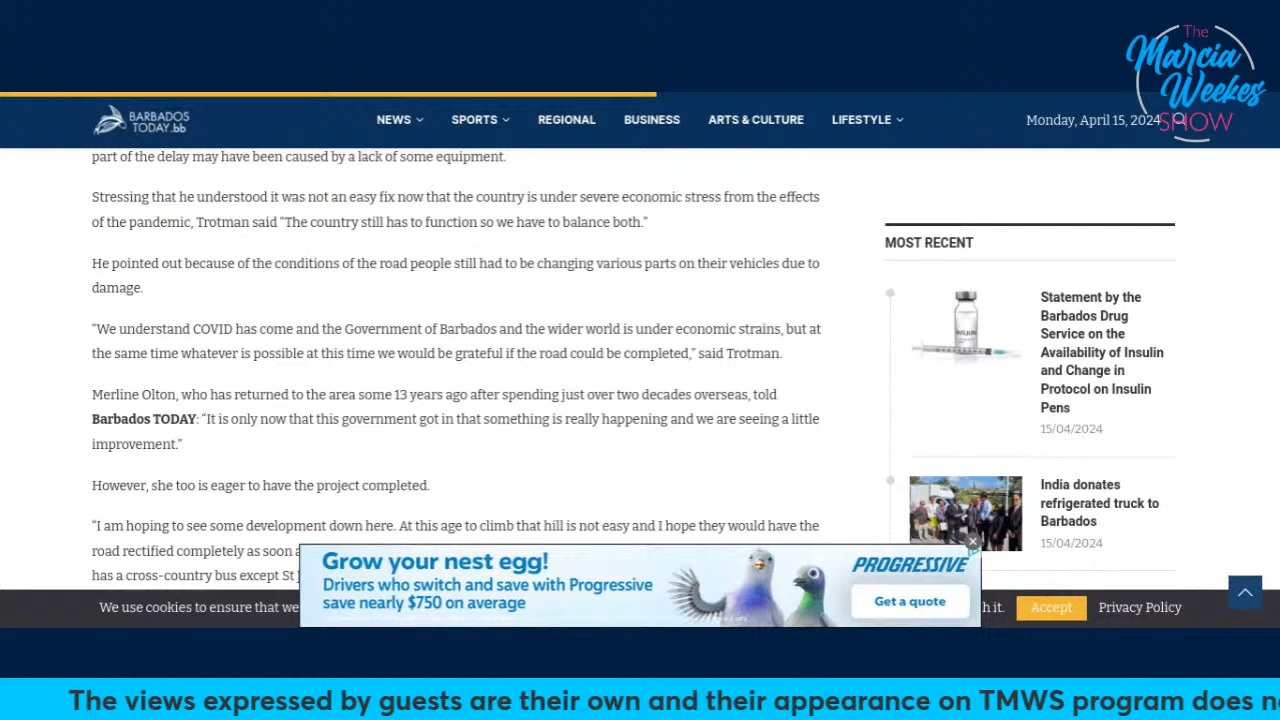 The
Marcia
Weekes
SHOW
BARBADOS
TODAY.bb
NEWS
SPORTS
REGIONAL
BUSINESS
ARTS & CULTURE
LIFESTYLE
Monday, April 15, 2024
part of the delay may have been caused by a lack of some equipment.
Stressing that he understood it was not an easy fix now that the country is under severe economic stress from the effects
of the pandemic, Trotman said “The country still has to function so we have to balance both.”
He pointed out because of the conditions of the road people still had to be changing various parts on their vehicles due to
damage.
“We understand COVID has come and the Government of Barbados and the wider world is under economic strains, but at
the same time whatever is possible at this time we would be grateful if the road could be completed,” said Trotman.
Merline Olton, who has returned to the area some 13 years ago after spending just over two decades overseas, told
Barbados TODAY: “It is only now that this government got in that something is really happening and we are seeing a little
improvement.”
However, she too is eager to have the project completed.
“I am hoping to see some development down here. At this age to climb that hill is not easy and I hope they would have the
road rectified completely as soon
has a cross-country bus except St
MOST RECENT
INSULIN
Statement by the
Barbados Drug
Service on the
Availability of Insulin
and Change in
Protocol on Insulin
Pens
15/04/2024
India donates
refrigerated truck to
Barbados
15/04/2024
Grow your nest egg!
Drivers who switch and save with Progressive
save nearly $750 on average
PROGRESSIVE
Get a quote
We use cookies to ensure that we
h it.
Accept
Privacy Policy
The views expressed by guests are their own and their appearance on TMWS program does n